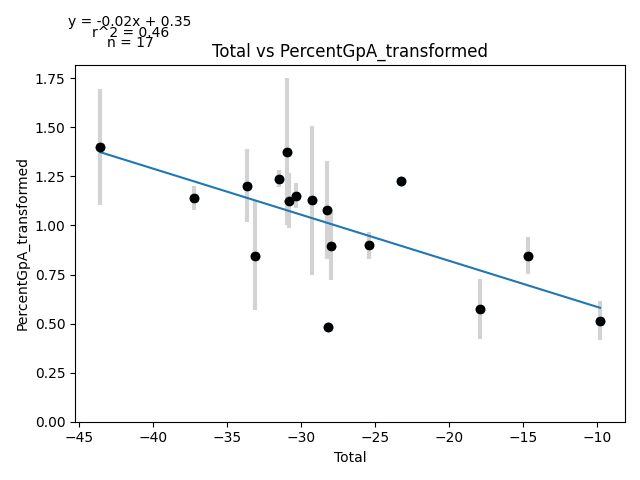 y = -0.02x + 0.35
r^2 = 0.46
n = 17
Total vs PercentGpA_transformed
PercentGpA_transformed
1.75
1.50
1.25
1.00
0.75
0.50
0.25
0.00
−45 −40 −35 −30 −25 −20 −15 −10
Total